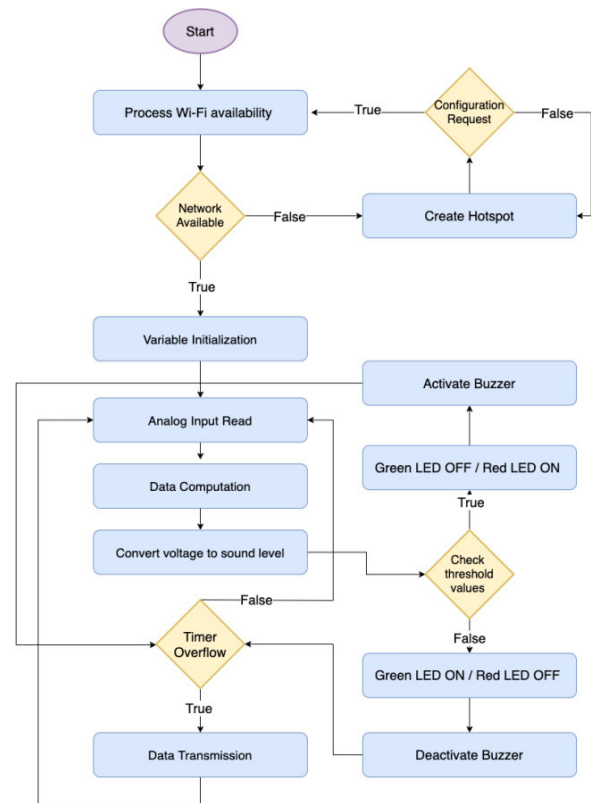 Start
Process Wi-Fi availability
Configuration
Request
True
False
Network
Available
False
Create Hotspot
True
Variable Initialization
Activate Buzzer
Analog Input Read
Green LED OFF / Red LED ON
Data Computation
True
Convert voltage to sound level
Check
threshold
values
False
Timer
Overflow
False
Green LED ON / Red LED OFF
True
Data Transmission
Deactivate Buzzer